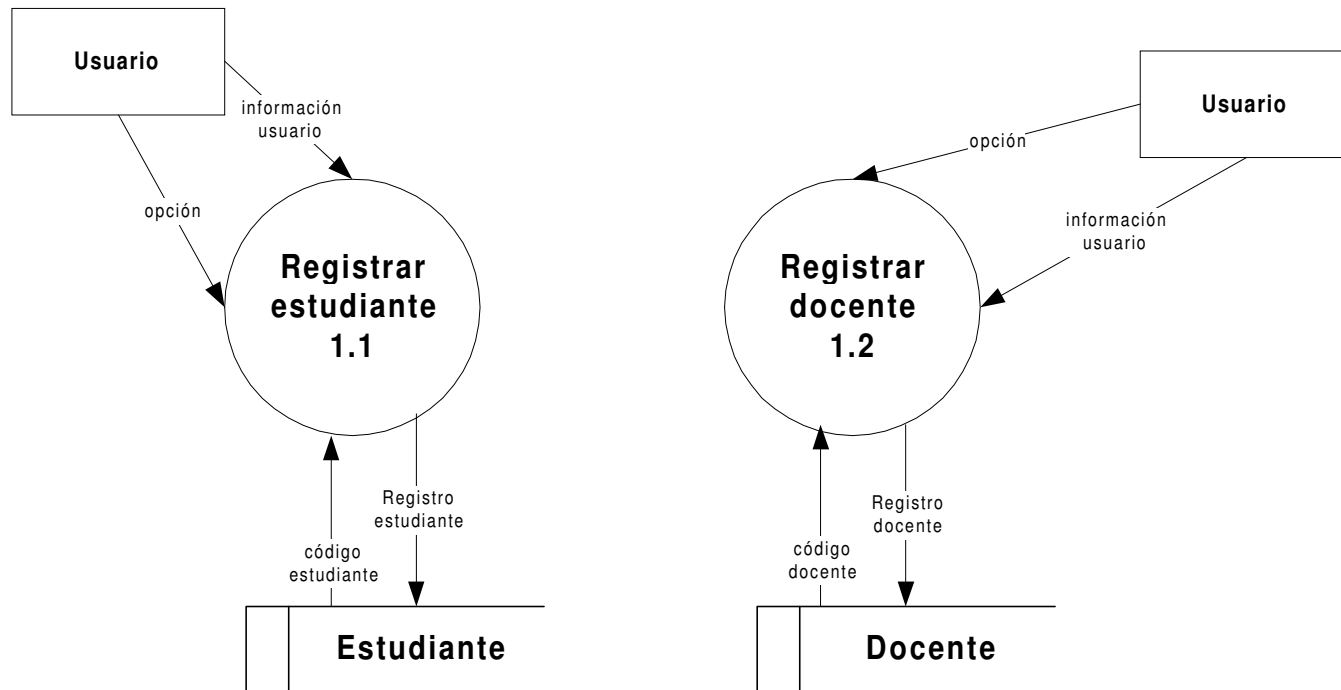 Usuario
información
usuario
opción
Registrar
estudiante
1.1
Registro
estudiante
código
estudiante
Estudiante
Usuario
opción
información
usuario
Registrar
docente
1.2
Registro
docente
código
docente
Docente